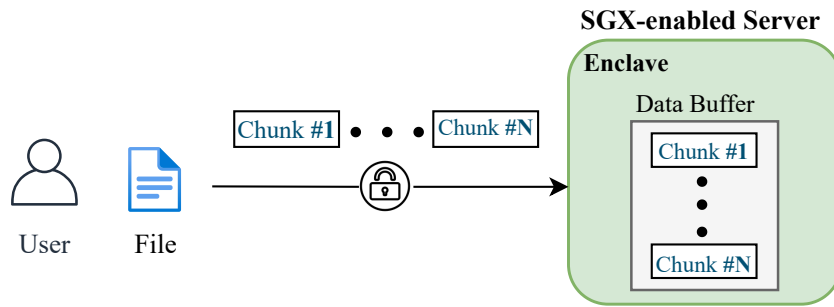 SGX-enabled Server
Enclave
Data Buffer
Chunk #1
Chunk #N
Chunk #1
Chunk #N
User
File